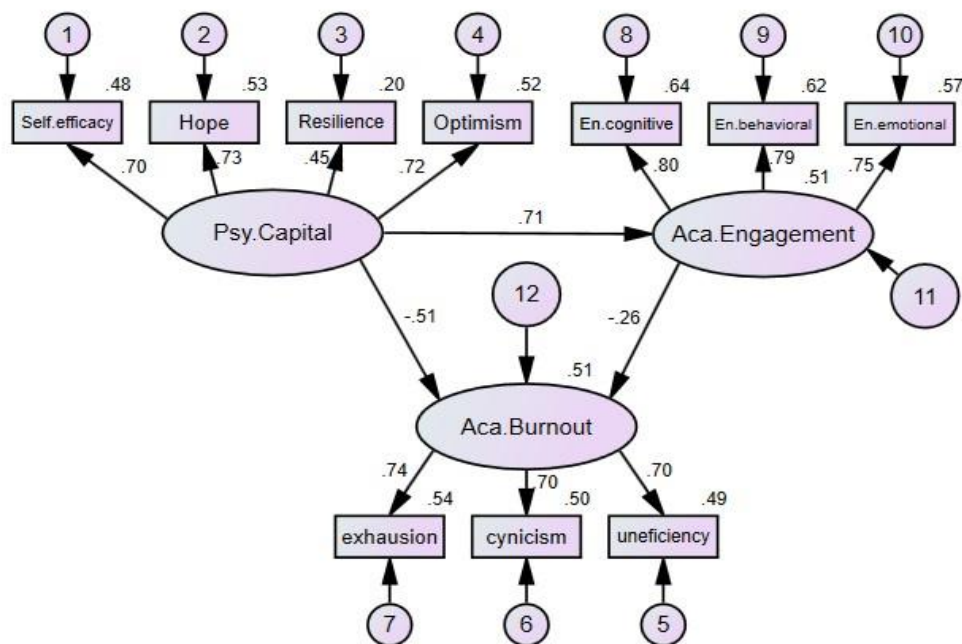 1 2 3 4 8 9 10
.48 .53 .20 .52 .64 .62 .57
Self.efficacy Hope Resilience Optimism En.cognitive En.behavioral En.emotional
.70 .73 .45 .72 .80 .79 .51 .75
Psy.Capital .71 Aca.Engagement
12 11
-.51 -.26
.51
Aca.Burnout
.74 .70 .70
.54 .50 .49
exhausion cynicism uneficiency
7 6 5